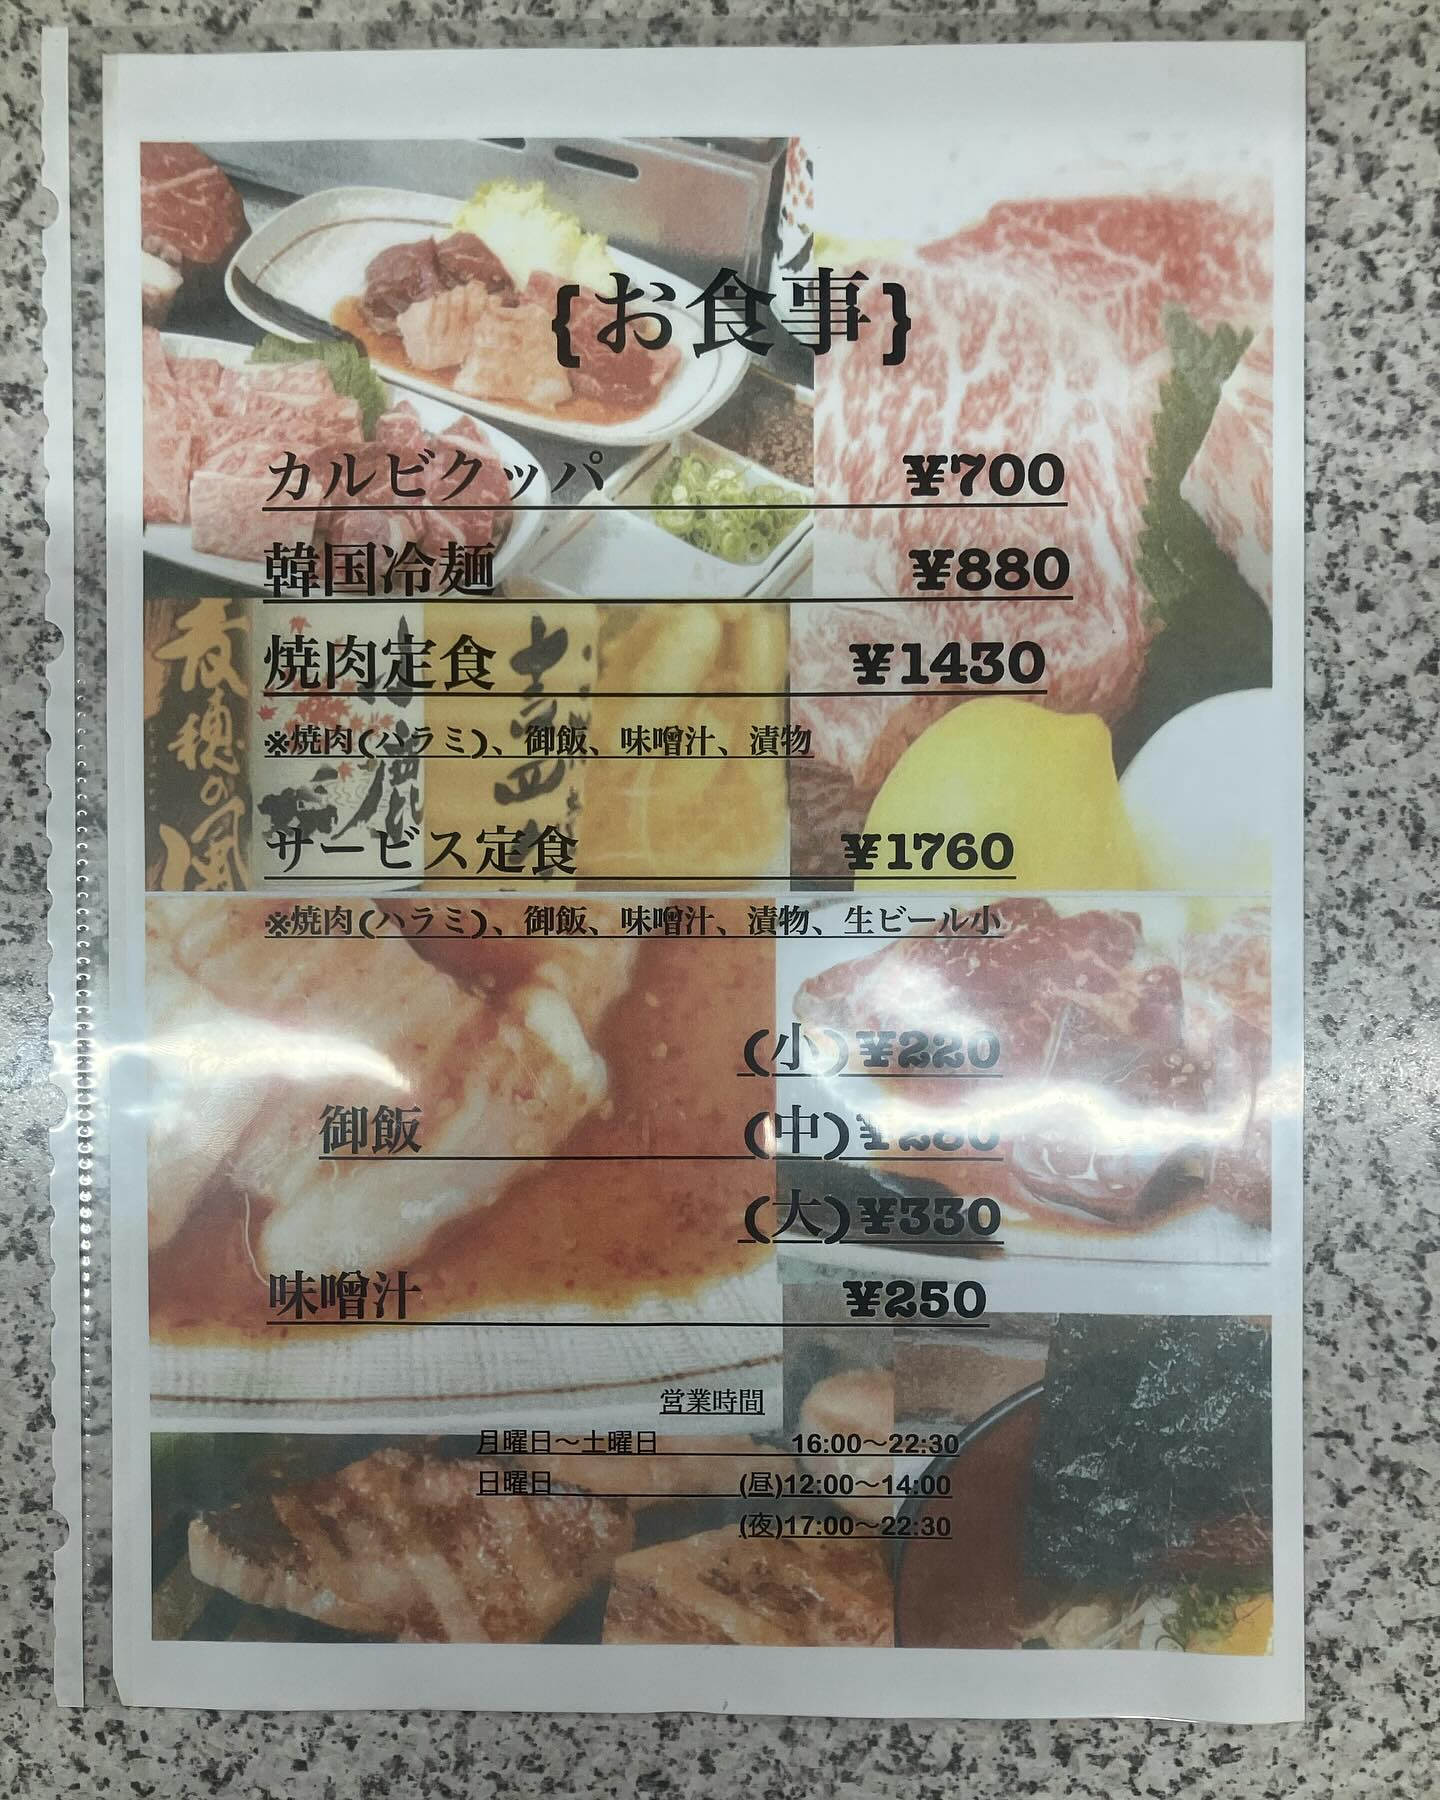 {お食事}
カルビクッパ ¥700
韓国冷麺 ¥880
焼肉定食 ¥1430
※焼肉(ハラミ)、御飯、味噌汁、漬物
サービス定食 ¥1760
※焼肉(ハラミ)、御飯、味噌汁、漬物、生ビール小
(小)¥220
御飯 (中)
(大)¥330
味噌汁 ¥250
営業時間
月曜日〜土曜日 16:00〜22:30
日曜日 (昼)12:00〜14:00
(夜)17:00〜22:30